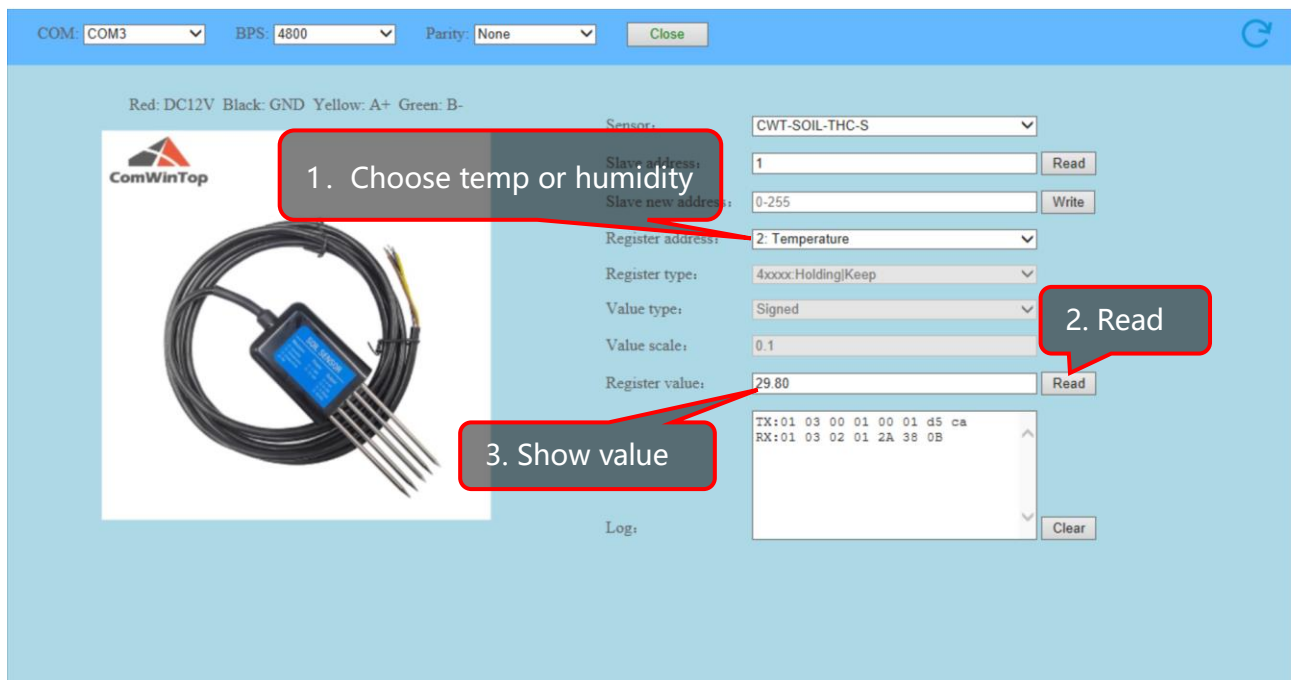 COM: COM3 BPS: 4800 Parity: None Close
Red: DC12V Black: GND Yellow: A+ Green: B-
ComWinTop
SOIL SENSOR
1. Choose temp or humidity
Sensor: CWT-SOIL-THC-S
Slave address: 1 Read
Slave new address: 0-255 Write
Register address: 2: Temperature
Register type: 4xxxx:Holding|Keep
Value type: Signed
2. Read
Value scale: 0.1
Register value: 29.80 Read
3. Show value
TX:01 03 00 01 00 01 d5 ca
RX:01 03 02 01 2A 38 0B
Log: Clear